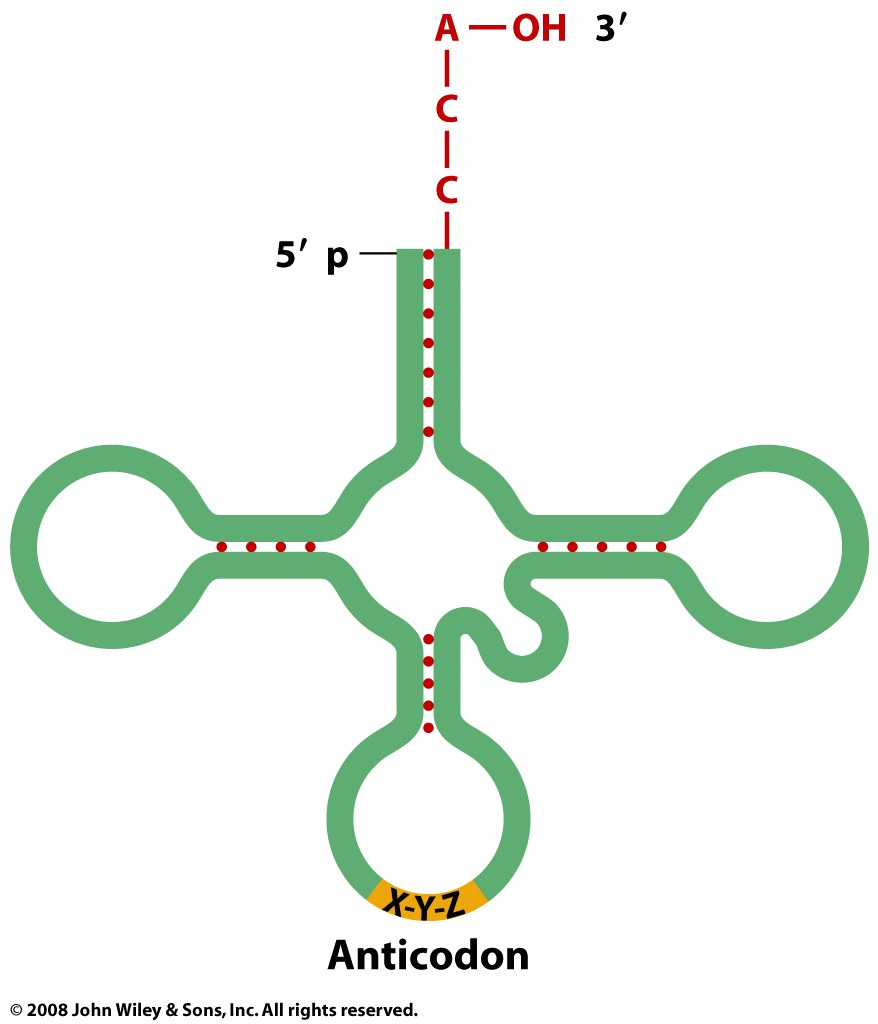 A — OH 3′
C
C
5′ p
X-Y-Z
Anticodon
© 2008 John Wiley & Sons, Inc. All rights reserved.